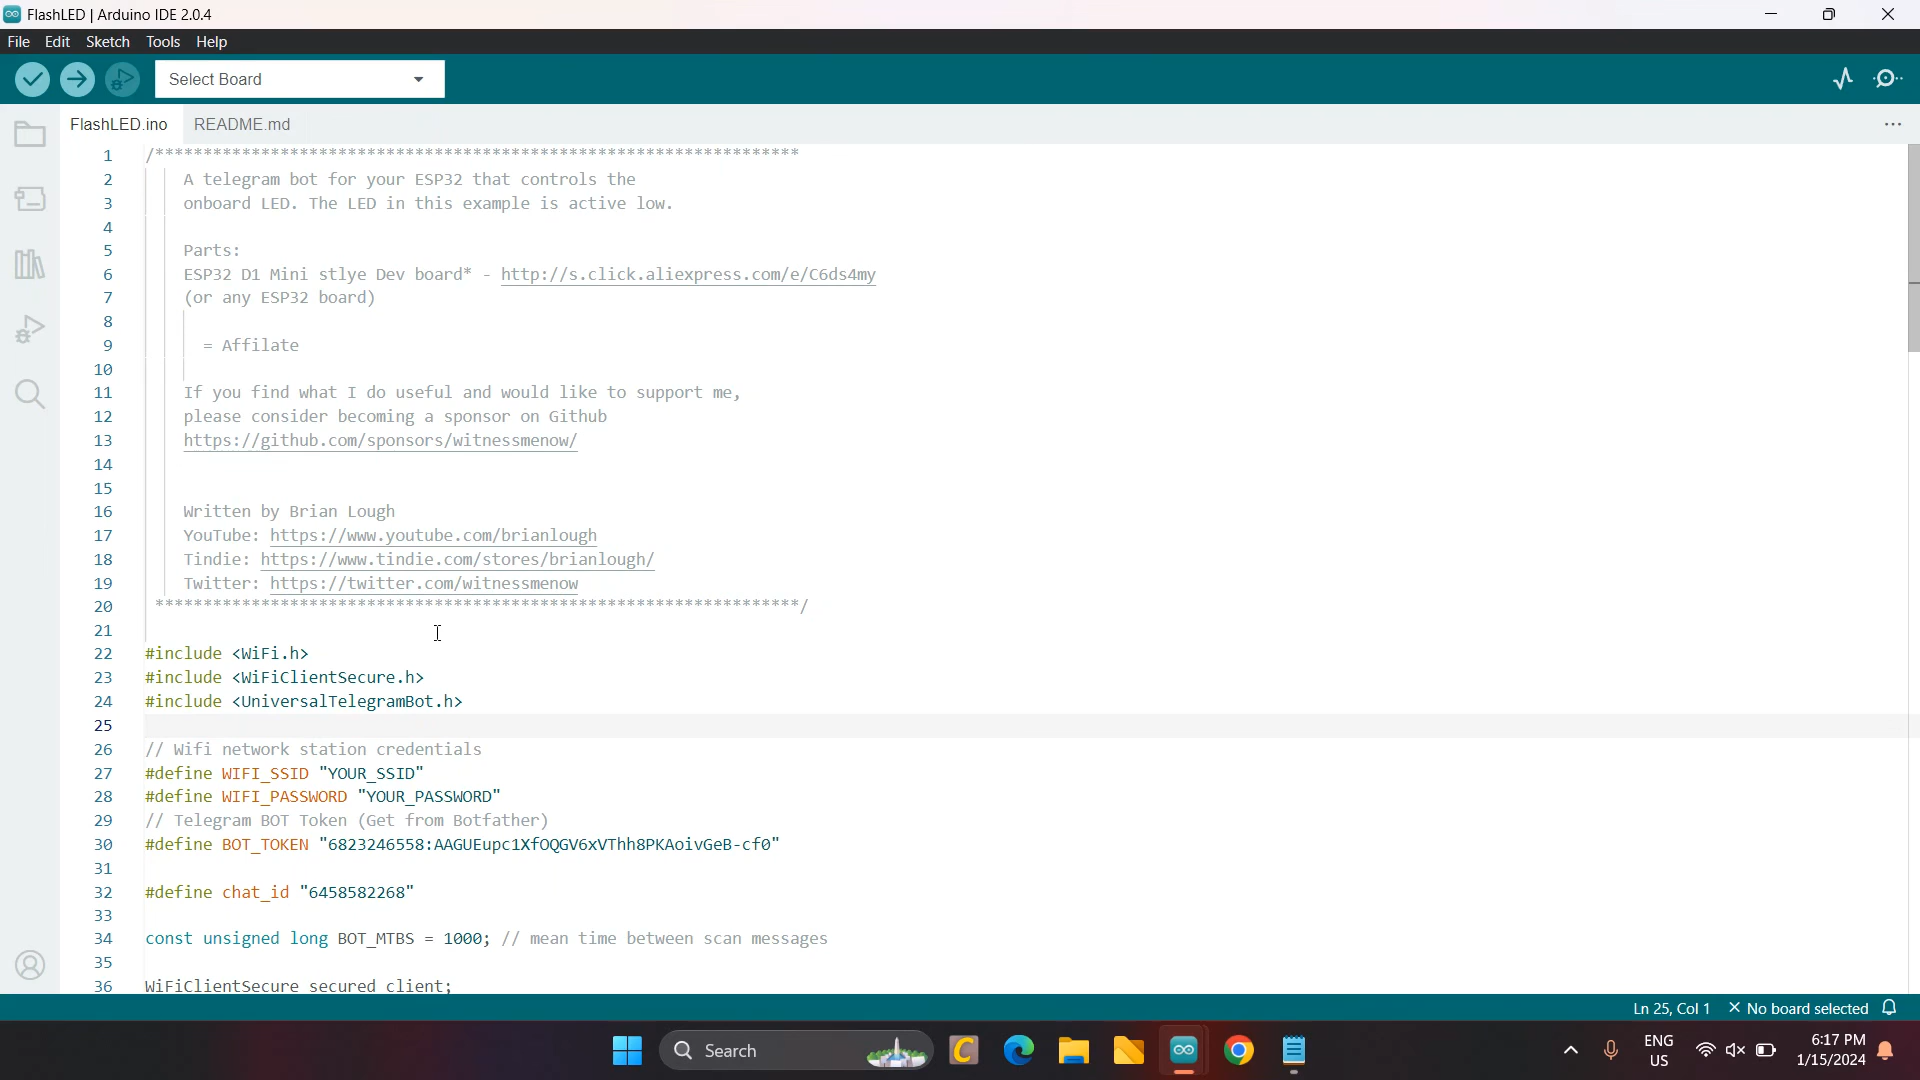 FlashLED | Arduino IDE 2.0.4
File Edit Sketch Tools Help
Select Board
FlashLED.ino README.md
1 /*******************************************************************
2 A telegram bot for your ESP32 that controls the
3 onboard LED. The LED in this example is active low.
4
5 Parts:
6 ESP32 D1 Mini stlye Dev board* - http://s.click.aliexpress.com/e/C6ds4my
7 (or any ESP32 board)
8
9 = Affilate
10
11 If you find what I do useful and would like to support me,
12 please consider becoming a sponsor on Github
13 https://github.com/sponsors/witnessmenow/
14
15
16 Written by Brian Lough
17 YouTube: https://www.youtube.com/brianlough
18 Tindie: https://www.tindie.com/stores/brianlough/
19 Twitter: https://twitter.com/witnessmenow
20 *******************************************************************/
21
22 #include <WiFi.h>
23 #include <WiFiClientSecure.h>
24 #include <UniversalTelegramBot.h>
25
26 // Wifi network station credentials
27 #define WIFI_SSID "YOUR_SSID"
28 #define WIFI_PASSWORD "YOUR_PASSWORD"
29 // Telegram BOT Token (Get from Botfather)
30 #define BOT_TOKEN "6823246558:AAGUEupc1XfOQGV6xVThh8PKAoivGeB-cf0"
31
32 #define chat_id "6458582268"
33
34 const unsigned long BOT_MTBS = 1000; // mean time between scan messages
35
36 WiFiClientSecure secured_client;
Ln 25, Col 1 × No board selected
Search
ENG
US
6:17 PM
1/15/2024